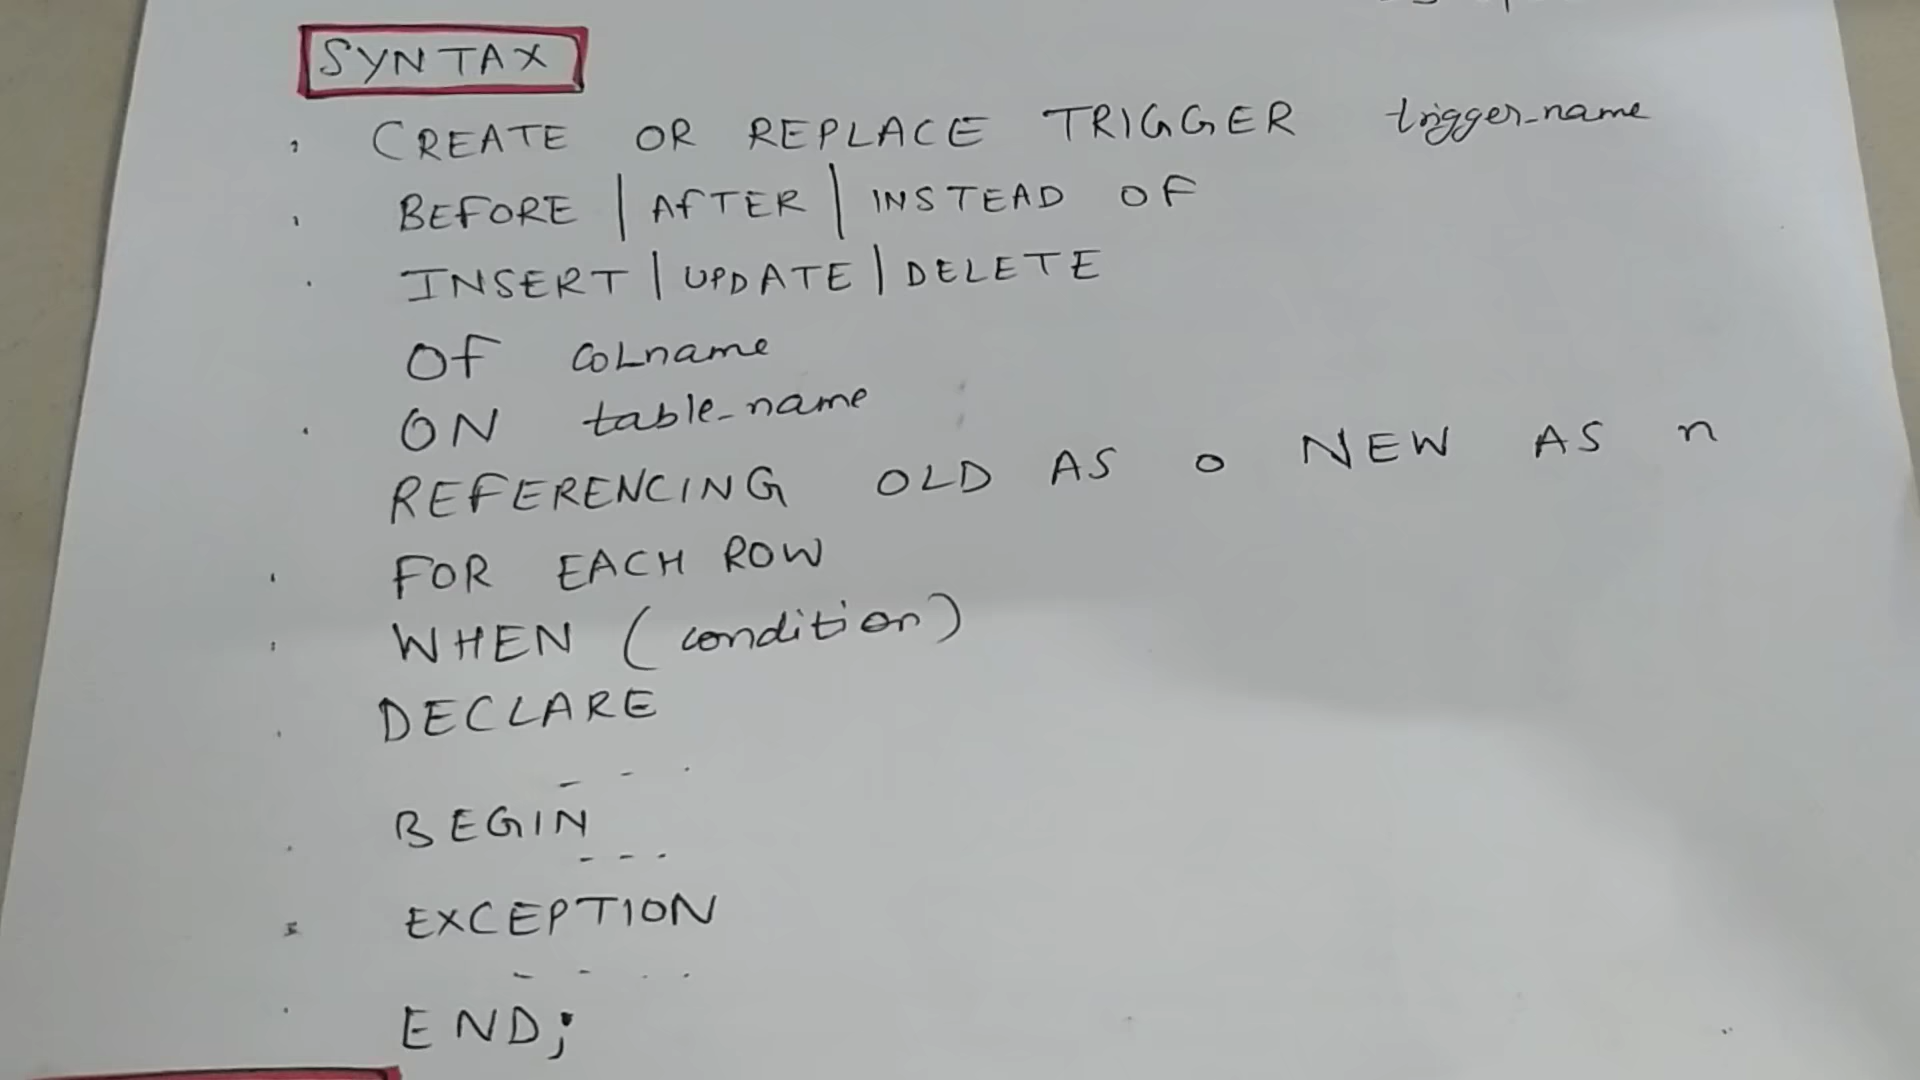 SYNTAX
CREATE OR REPLACE TRIGGER trigger_name
BEFORE | AFTER | INSTEAD OF
INSERT | UPDATE | DELETE
OF coLname
ON table_name
REFERENCING OLD AS o NEW AS n
FOR EACH ROW
WHEN (condition)
DECLARE
- - -
BEGIN
- - -
EXCEPTION
- - - -
END;